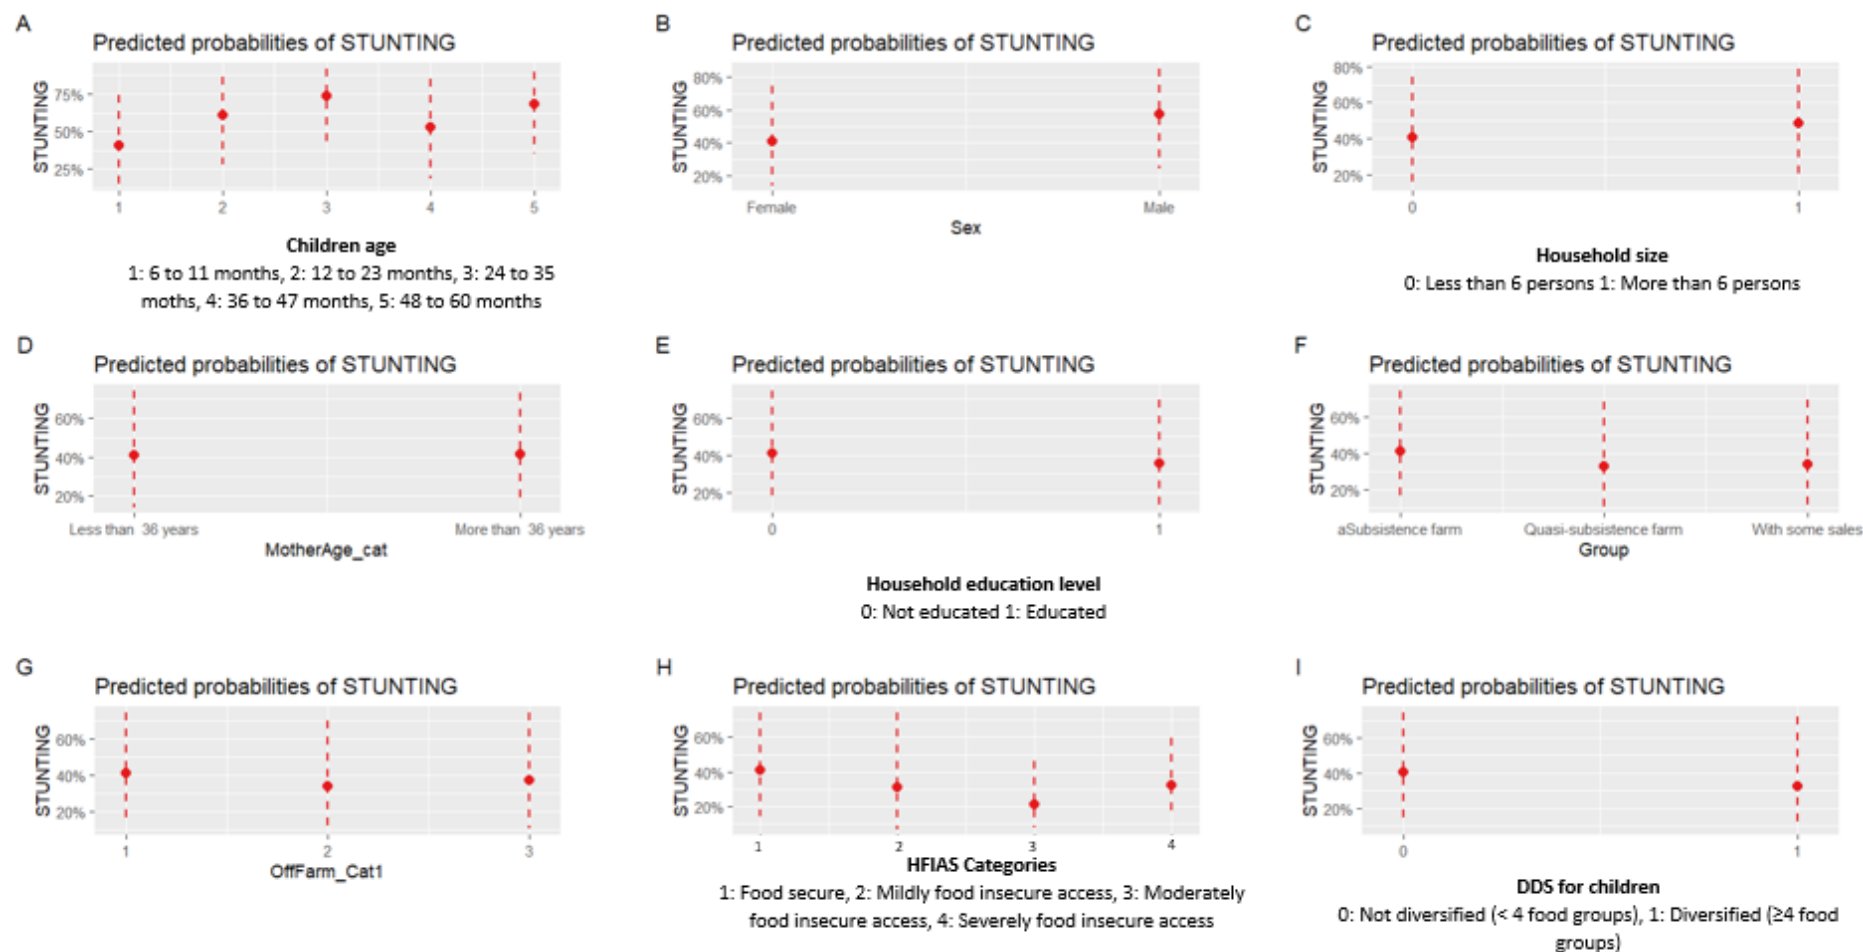 A
Predicted probabilities of STUNTING
STUNTING
75%
50%
25%
1 2 3 4 5
Children age
1: 6 to 11 months, 2: 12 to 23 months, 3: 24 to 35
moths, 4: 36 to 47 months, 5: 48 to 60 months
B
Predicted probabilities of STUNTING
STUNTING
80%
60%
40%
20%
Female Male
Sex
C
Predicted probabilities of STUNTING
STUNTING
80%
60%
40%
20%
0 1
Household size
0: Less than 6 persons 1: More than 6 persons
D
Predicted probabilities of STUNTING
STUNTING
60%
40%
20%
Less than 36 years More than 36 years
MotherAge_cat
E
Predicted probabilities of STUNTING
STUNTING
60%
40%
20%
0 1
Household education level
0: Not educated 1: Educated
F
Predicted probabilities of STUNTING
STUNTING
60%
40%
20%
aSubsistence farm Quasi-subsistence farm With some sales
Group
G
Predicted probabilities of STUNTING
STUNTING
60%
40%
20%
1 2 3
OffFarm_Cat1
H
Predicted probabilities of STUNTING
STUNTING
60%
40%
20%
1 2 3 4
HFIAS Categories
1: Food secure, 2: Mildly food insecure access, 3: Moderately
food insecure access, 4: Severely food insecure access
I
Predicted probabilities of STUNTING
STUNTING
60%
40%
20%
0 1
DDS for children
0: Not diversified (< 4 food groups), 1: Diversified (≥4 food
groups)